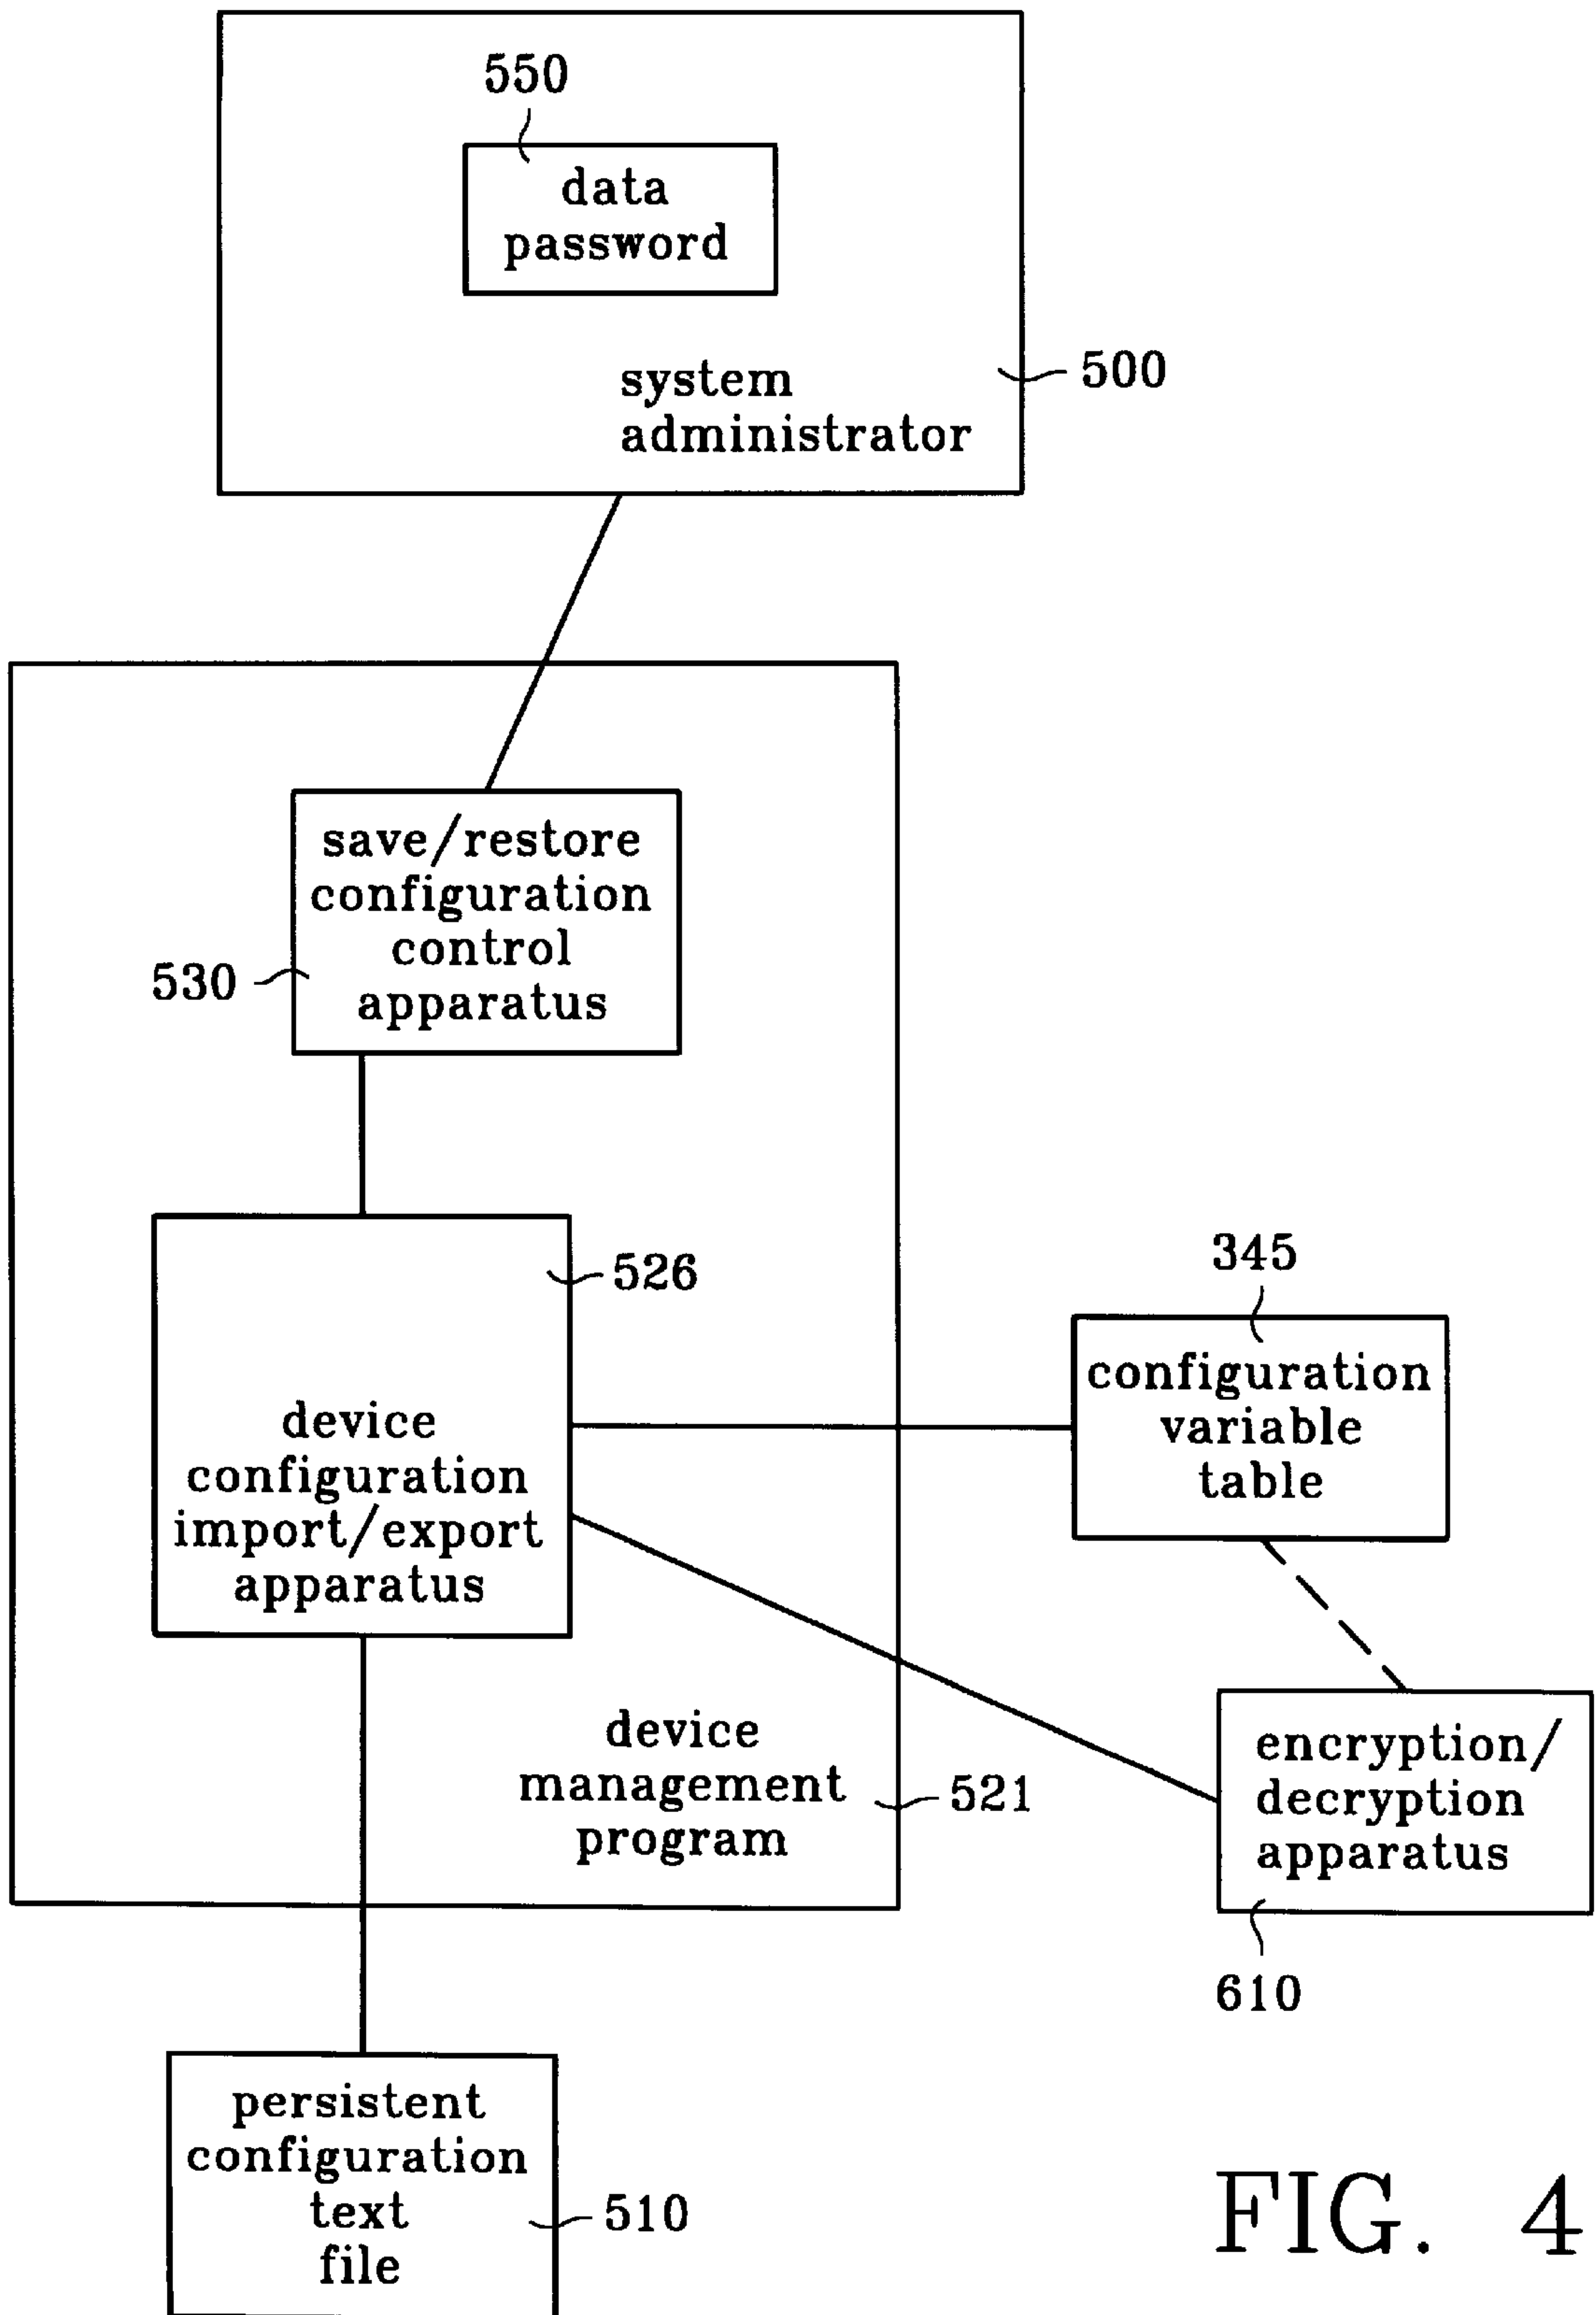 550
data
password
500
system
administrator
save/restore
configuration
control
apparatus
530
526
device
configuration
import/export
apparatus
345
configuration
variable
table
device
management
program
521
encryption/
decryption
apparatus
610
persistent
configuration
text
file
510
FIG. 4